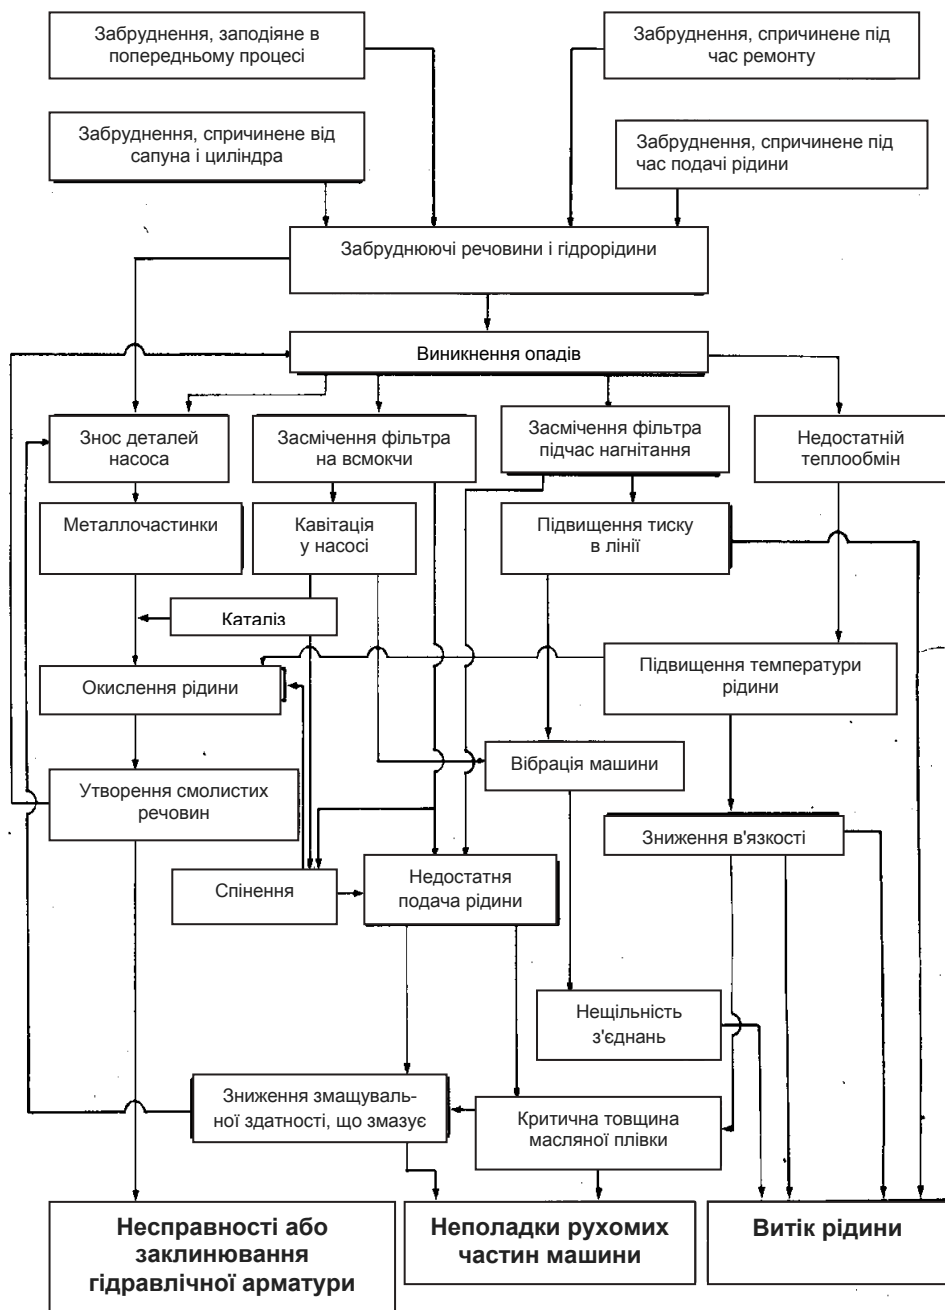 Забруднення, заподіяне в
попередньому процесі
Забруднення, спричинене під
час ремонту
Забруднення, спричинене від
сапуна і циліндра
Забруднення, спричинене під
час подачі рідини
Забруднюючі речовини і гідрорідини
Виникнення опадів
Знос деталей
насоса
Засмічення фільтра
на всмокчи
Засмічення фільтра
підчас нагнітання
Недостатній
теплообмін
Металлочастинки
Кавітація
у насосі
Підвищення тиску
в лінії
Каталіз
Окислення рідини
Підвищення температури
рідини
Вібрація машини
Утворення смолистих
речовин
Зниження в'язкості
Спінення
Недостатня
подача рідини
Нещільність
з'єднань
Зниження змащуваль-
ної здатності, що змазує
Критична товщина
масляної плівки
Несправності або
заклинювання
гідравлічної арматури
Неполадки рухомих
частин машини
Витік рідини